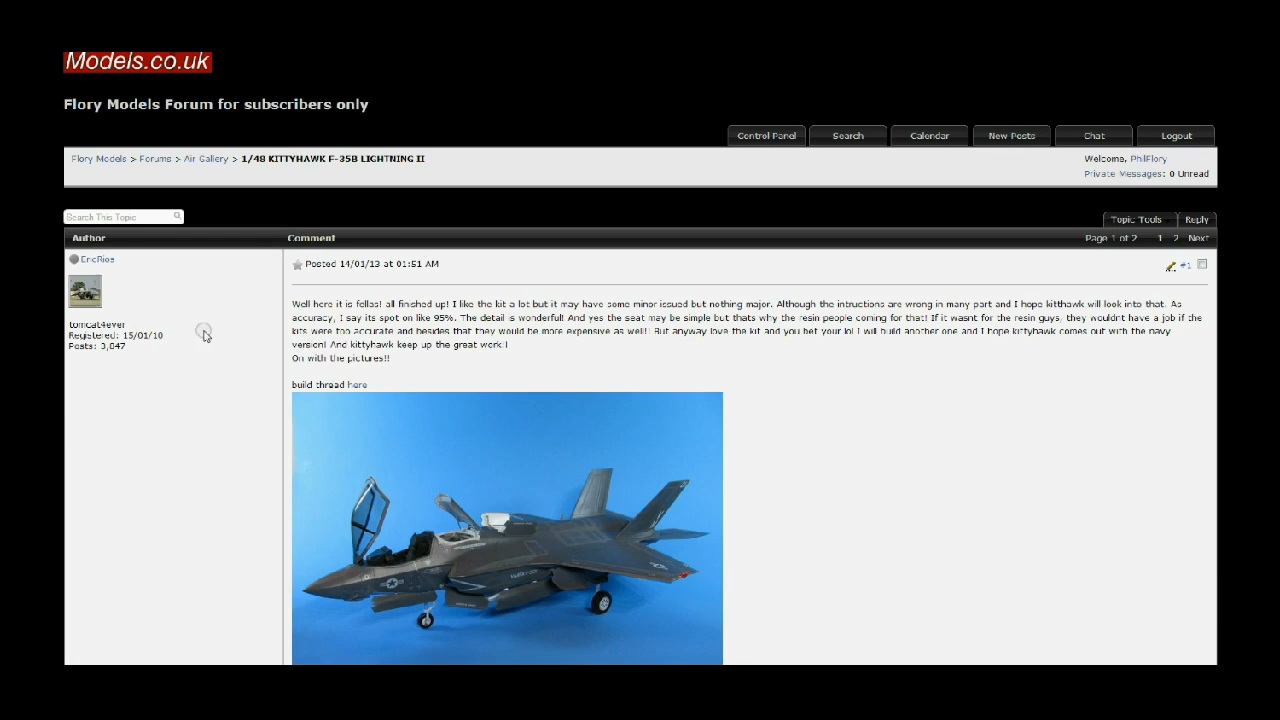 Models.co.uk
Flory Models Forum for subscribers only
Control Panel Search Calendar New Posts Chat Logout
Flory Models > Forums > Air Gallery > 1/48 KITTYHAWK F-35B LIGHTNING II
Welcome, PhilFlory
Private Messages: 0 Unread
Search This Topic
Topic Tools Reply
Author Comment Page 1 of 2 1 2 Next
EricRios
Posted 14/01/13 at 01:51 AM
#1
tomcat4ever
Registered: 15/01/10
Posts: 3,847
Well here it is fellas! all finished up! I like the kit a lot but it may have some minor issued but nothing major. Although the intructions are wrong in many part and I hope kitthawk will look into that. As
accuracy, I say its spot on like 95%. The detail is wonderful! And yes the seat may be simple but thats why the resin people coming for that! If it wasnt for the resin guys, they wouldnt have a job if the
kits were too accurate and besides that they would be more expensive as well!! But anyway love the kit and you bet your lol I will build another one and I hope kittyhawk comes out with the navy
version! And kittyhawk keep up the great work!!
On with the pictures!!
build thread here